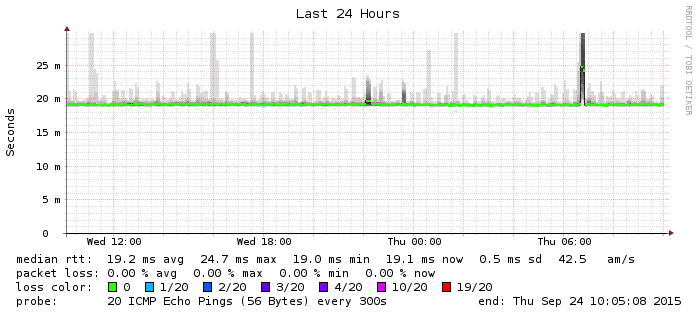 Last 24 Hours
RRDTOOL / TOBI OETIKER
Seconds
25 m
20 m
15 m
10 m
5 m
0
Wed 12:00 Wed 18:00 Thu 00:00 Thu 06:00
median rtt: 19.2 ms avg 24.7 ms max 19.0 ms min 19.1 ms now 0.5 ms sd 42.5 am/s
packet loss: 0.00 % avg 0.00 % max 0.00 % min 0.00 % now
loss color: 0 1/20 2/20 3/20 4/20 10/20 19/20
probe: 20 ICMP Echo Pings (56 Bytes) every 300s end: Thu Sep 24 10:05:08 2015